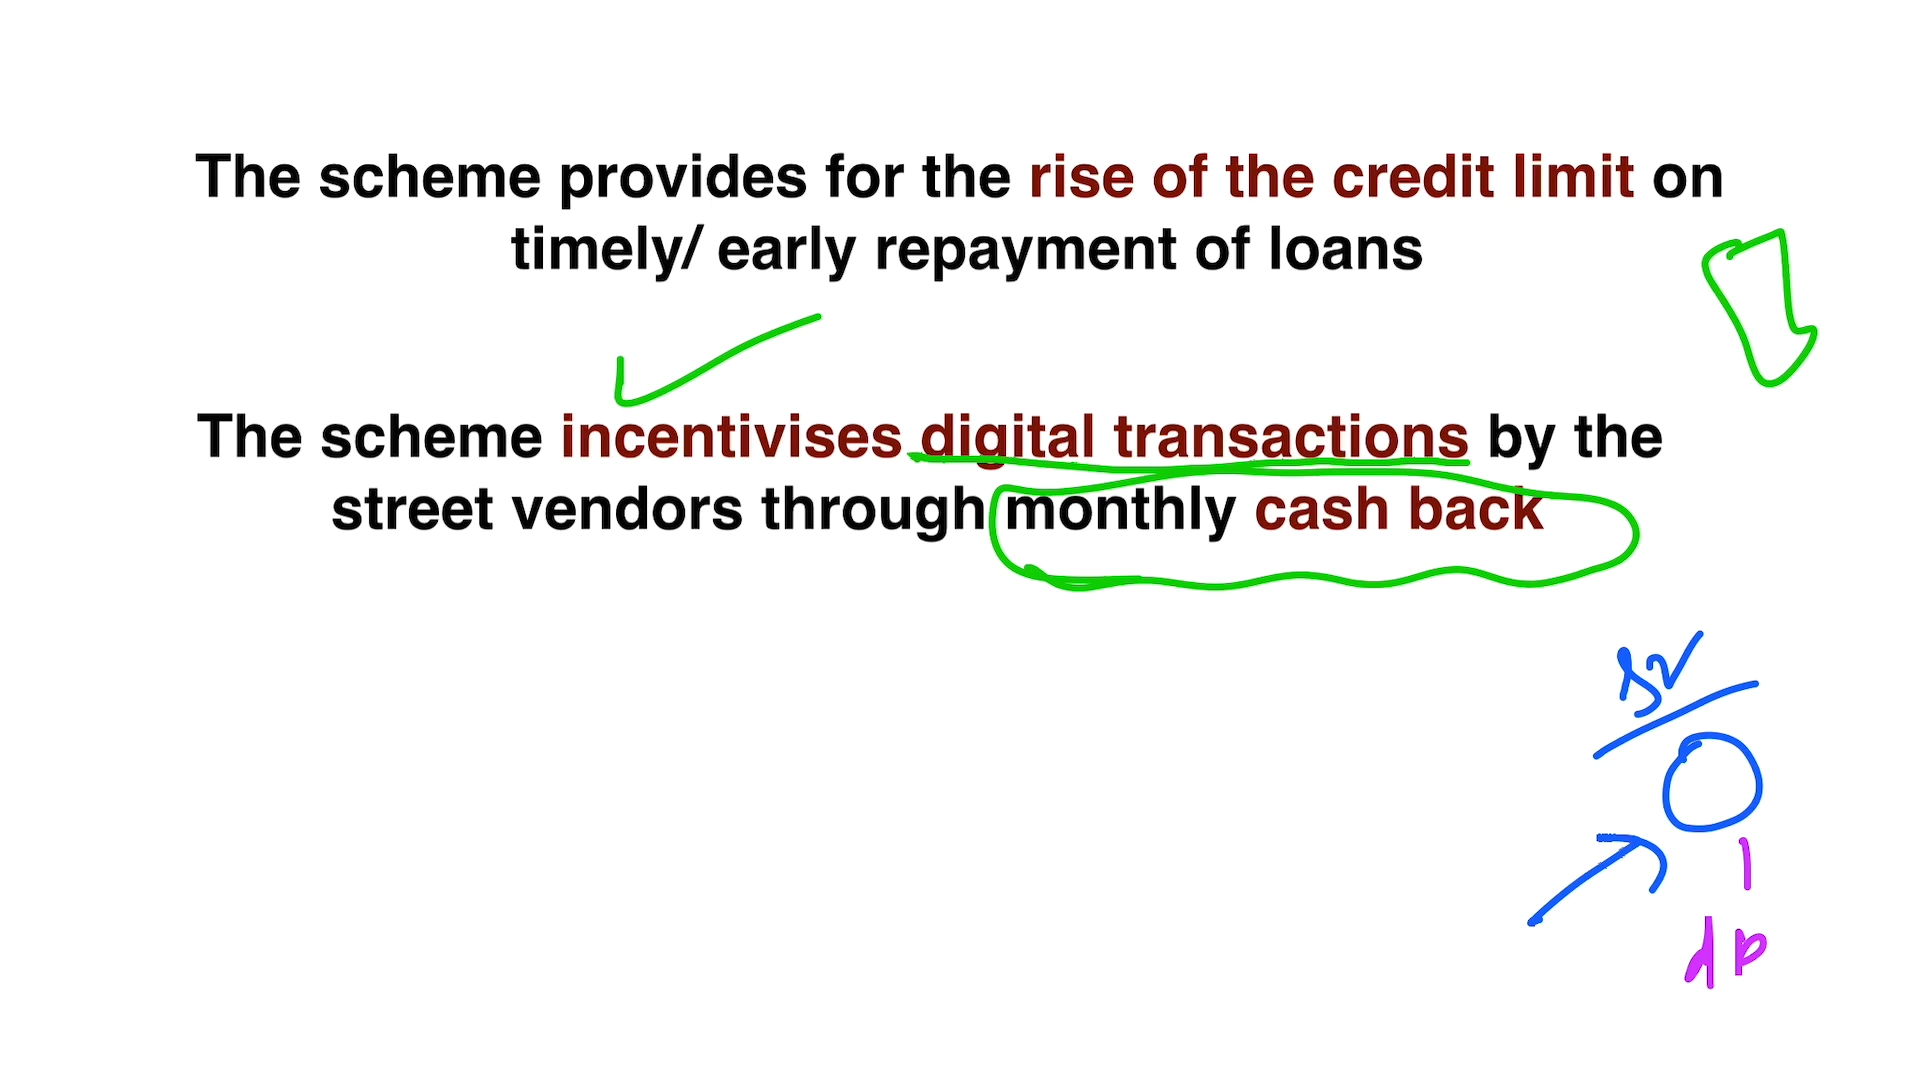 The scheme provides for the rise of the credit limit on
timely/ early repayment of loans
The scheme incentivises digital transactions by the
street vendors through monthly cash back
SV
dp